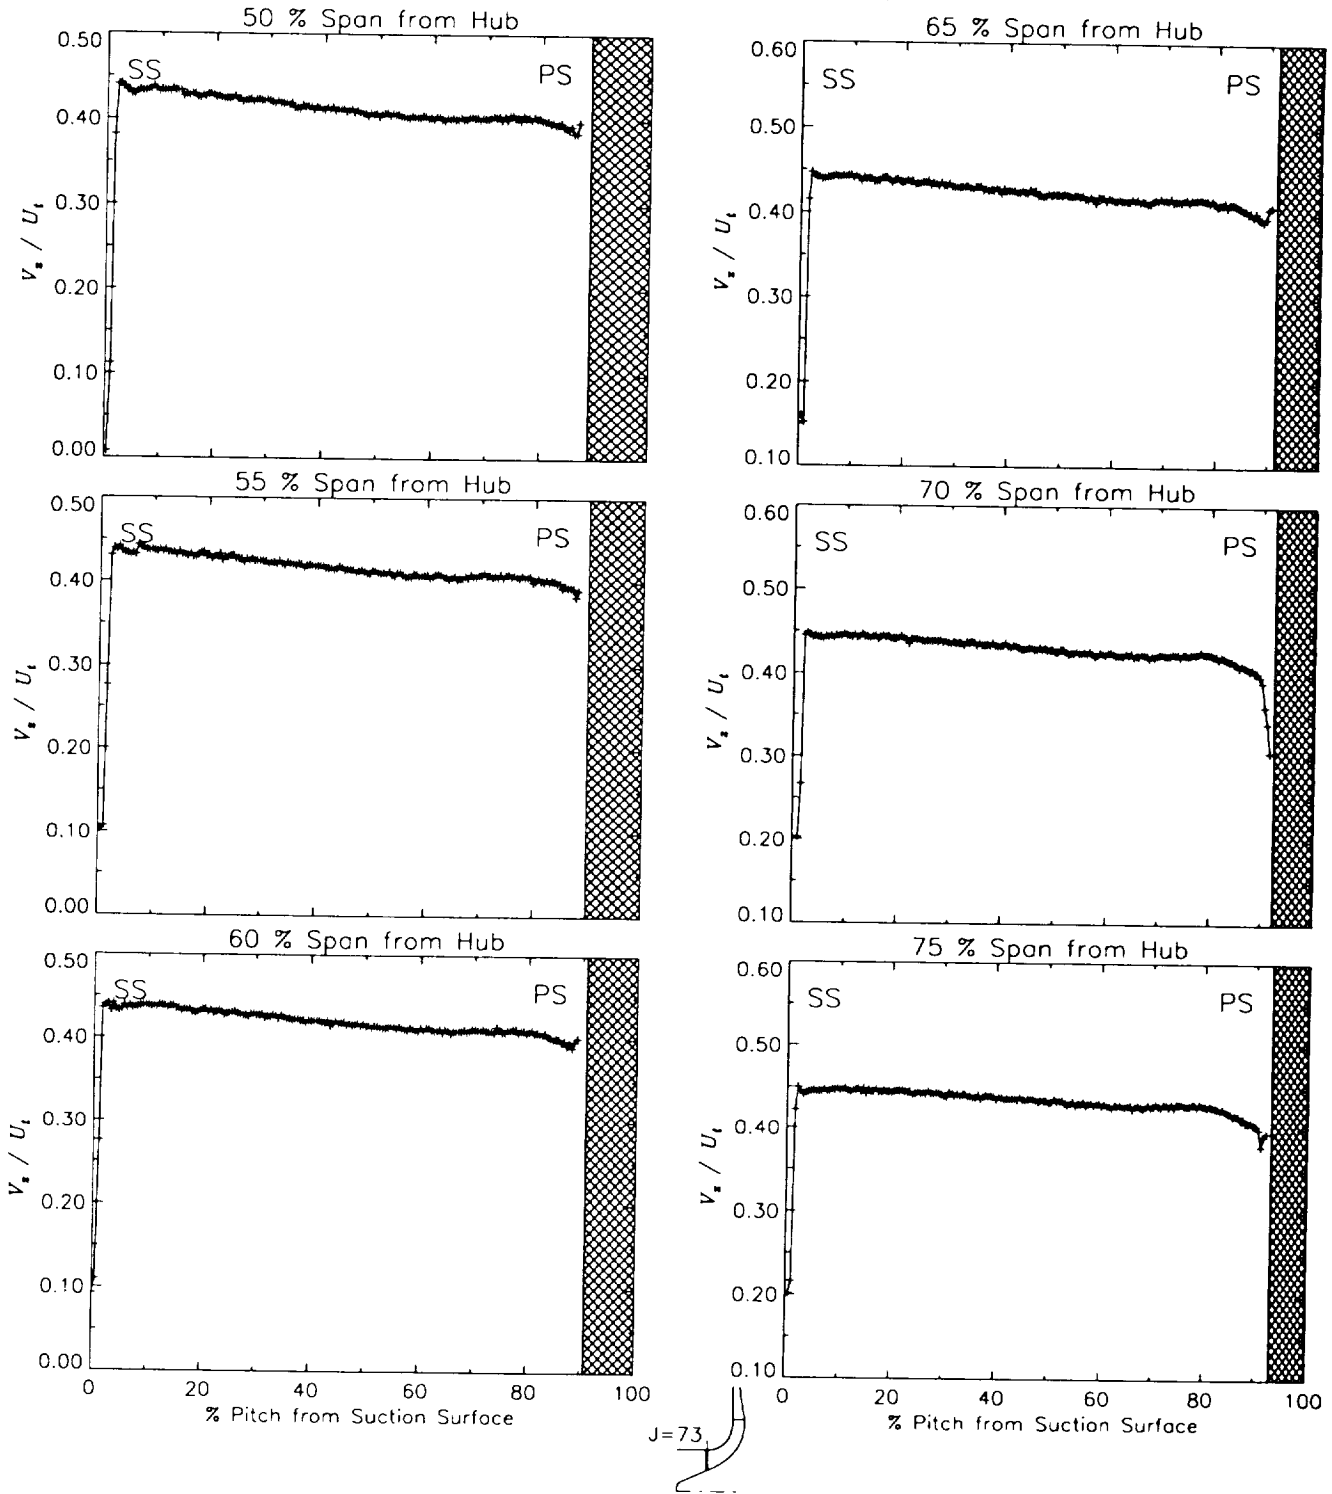 50 % Span from Hub
0.50
0.40
0.30
0.20
0.10
0.00
SS
PS
V_z / U_t
65 % Span from Hub
0.60
0.50
0.40
0.30
0.20
0.10
SS
PS
V_z / U_t
55 % Span from Hub
0.50
0.40
0.30
0.20
0.10
0.00
SS
PS
V_z / U_t
70 % Span from Hub
0.60
0.50
0.40
0.30
0.20
0.10
SS
PS
V_z / U_t
60 % Span from Hub
0.50
0.40
0.30
0.20
0.10
0.00
SS
PS
V_z / U_t
0 20 40 60 80 100
% Pitch from Suction Surface
75 % Span from Hub
0.60
0.50
0.40
0.30
0.20
0.10
SS
PS
V_z / U_t
0 20 40 60 80 100
% Pitch from Suction Surface
J=73